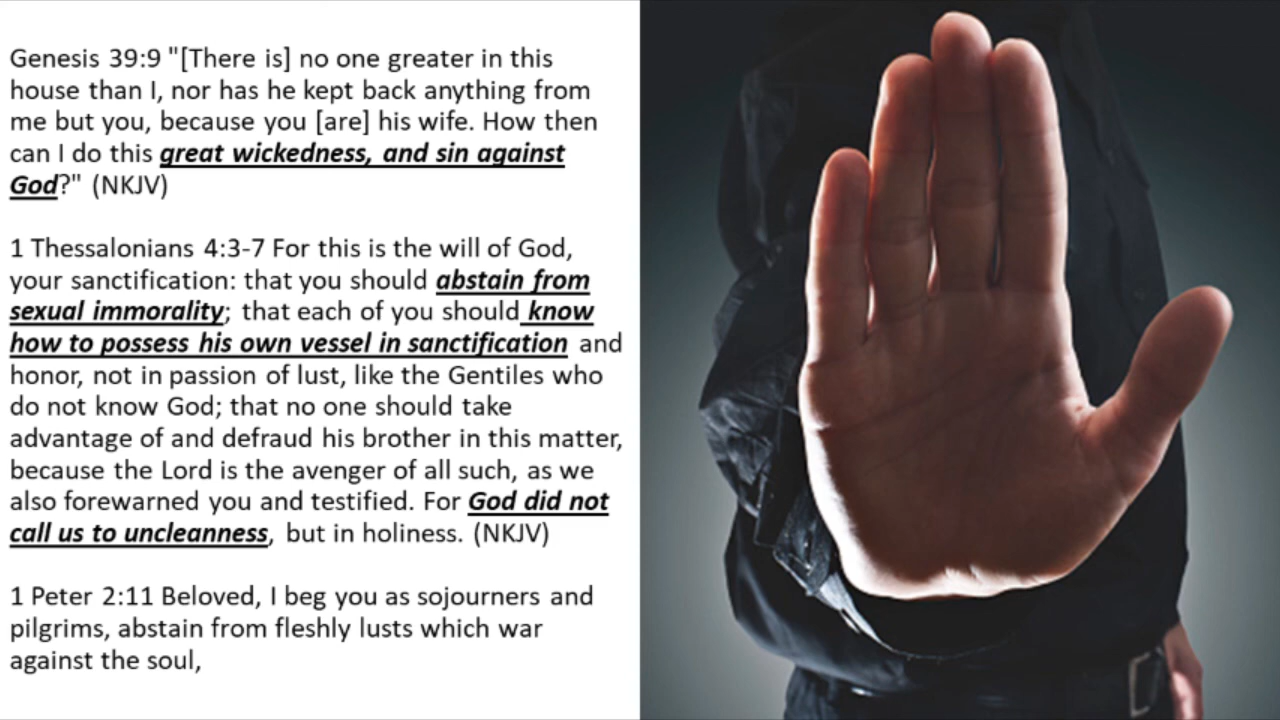 Genesis 39:9 "[There is] no one greater in this
house than I, nor has he kept back anything from
me but you, because you [are] his wife. How then
can I do this great wickedness, and sin against
God?" (NKJV)
1 Thessalonians 4:3-7 For this is the will of God,
your sanctification: that you should abstain from
sexual immorality; that each of you should know
how to possess his own vessel in sanctification and
honor, not in passion of lust, like the Gentiles who
do not know God; that no one should take
advantage of and defraud his brother in this matter,
because the Lord is the avenger of all such, as we
also forewarned you and testified. For God did not
call us to uncleanness, but in holiness. (NKJV)
1 Peter 2:11 Beloved, I beg you as sojourners and
pilgrims, abstain from fleshly lusts which war
against the soul,